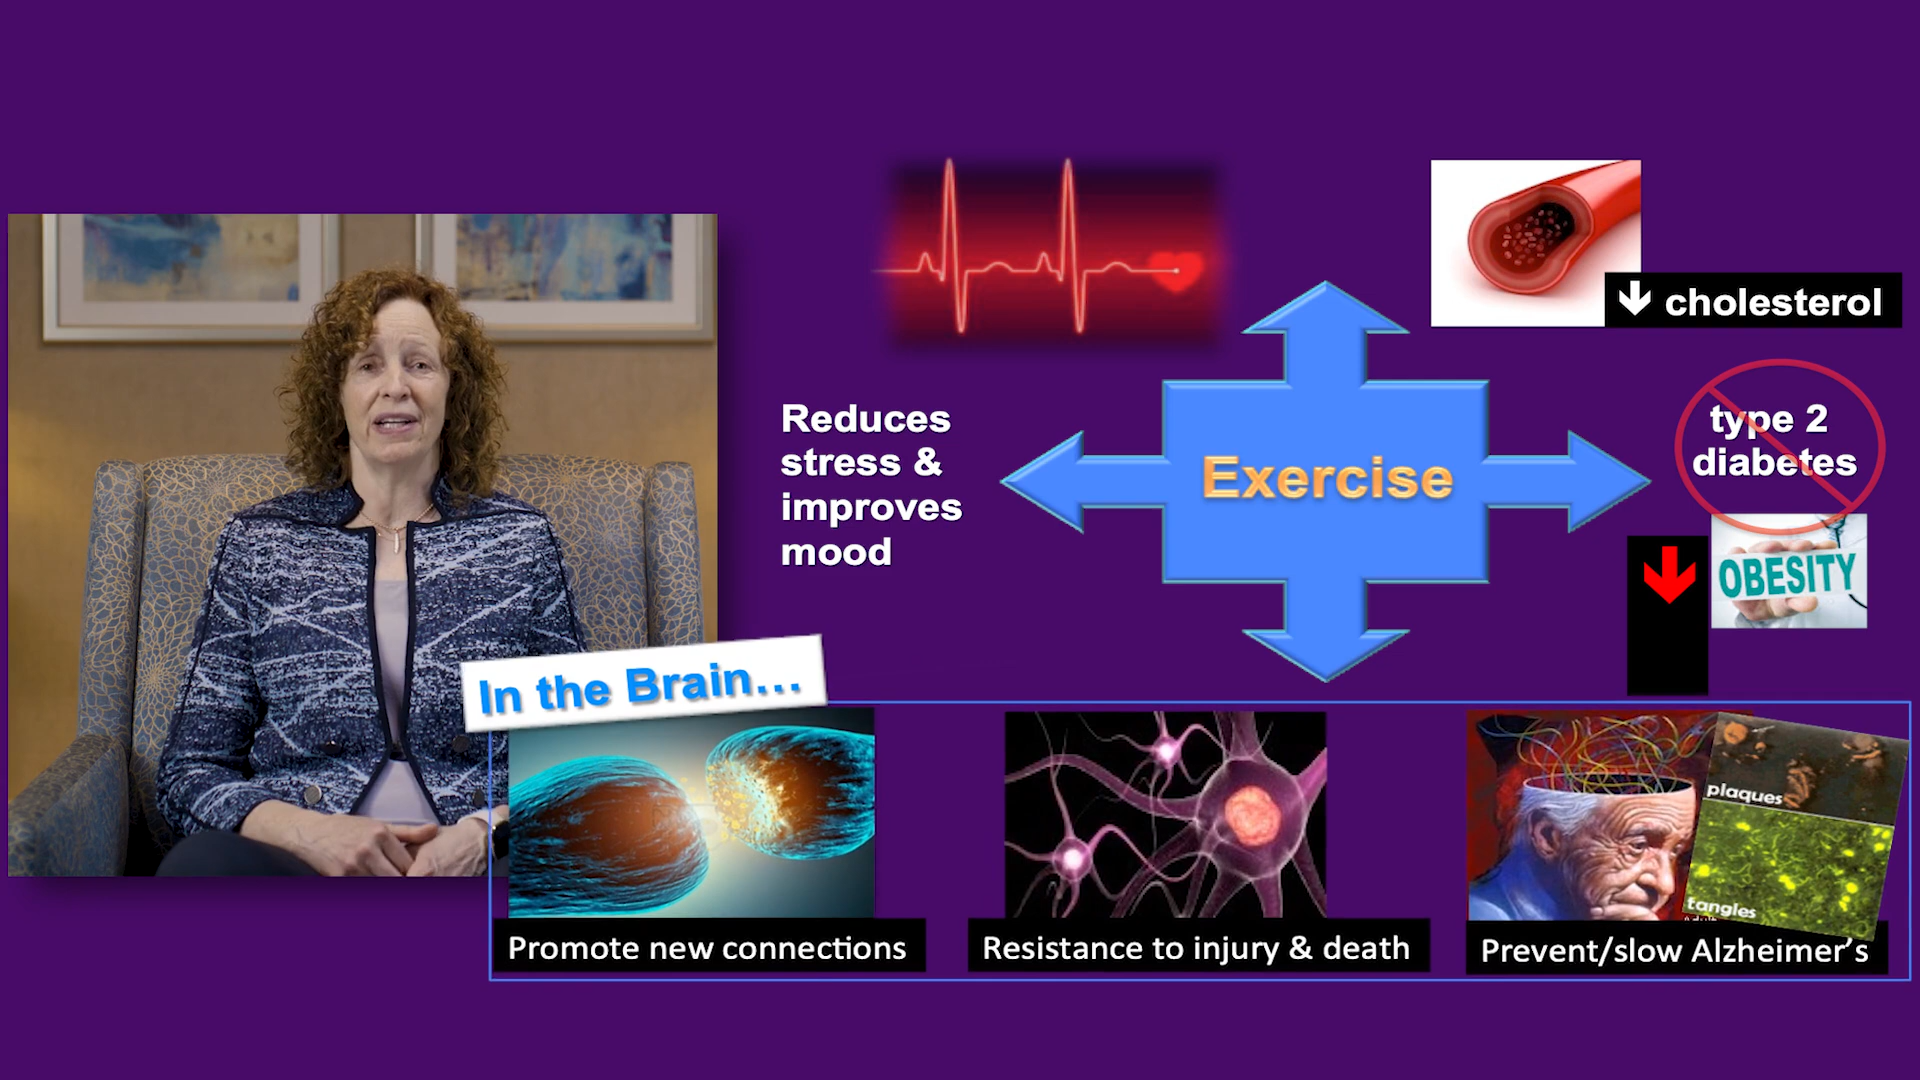 ↓ cholesterol
Reduces
stress &
improves
mood
Exercise
type 2
diabetes
↓
OBESITY
In the Brain...
plaques
tangles
Promote new connections
Resistance to injury & death
Prevent/slow Alzheimer's